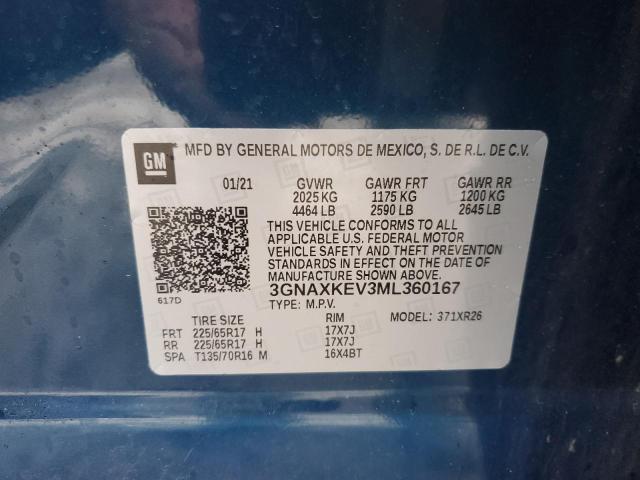 GM MFD BY GENERAL MOTORS DE MEXICO, S. DE R.L. DE C.V.
01/21 GVWR GAWR FRT GAWR RR
2025 KG 1175 KG 1200 KG
4464 LB 2590 LB 2645 LB
THIS VEHICLE CONFORMS TO ALL
APPLICABLE U.S. FEDERAL MOTOR
VEHICLE SAFETY AND THEFT PREVENTION
STANDARDS IN EFFECT ON THE DATE OF
MANUFACTURE SHOWN ABOVE.
617D 3GNAXKEV3ML360167
TYPE: M.P.V.
TIRE SIZE RIM MODEL: 371XR26
FRT 225/65R17 H 17X7J
RR 225/65R17 H 17X7J
SPA T135/70R16 M 16X4BT